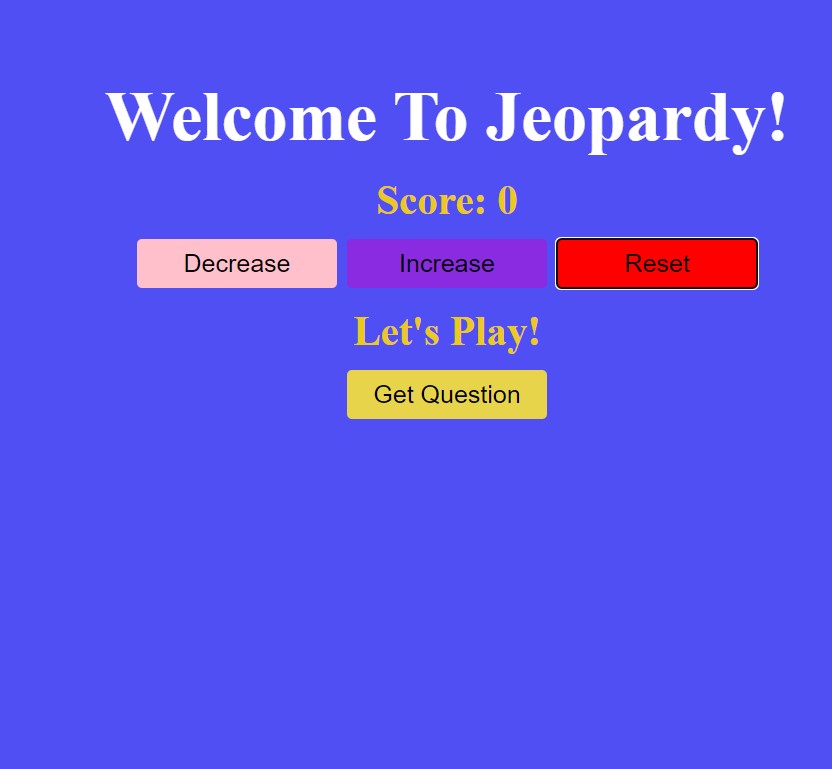 Welcome To Jeopardy!
Score: 0
Decrease Increase Reset
Let's Play!
Get Question